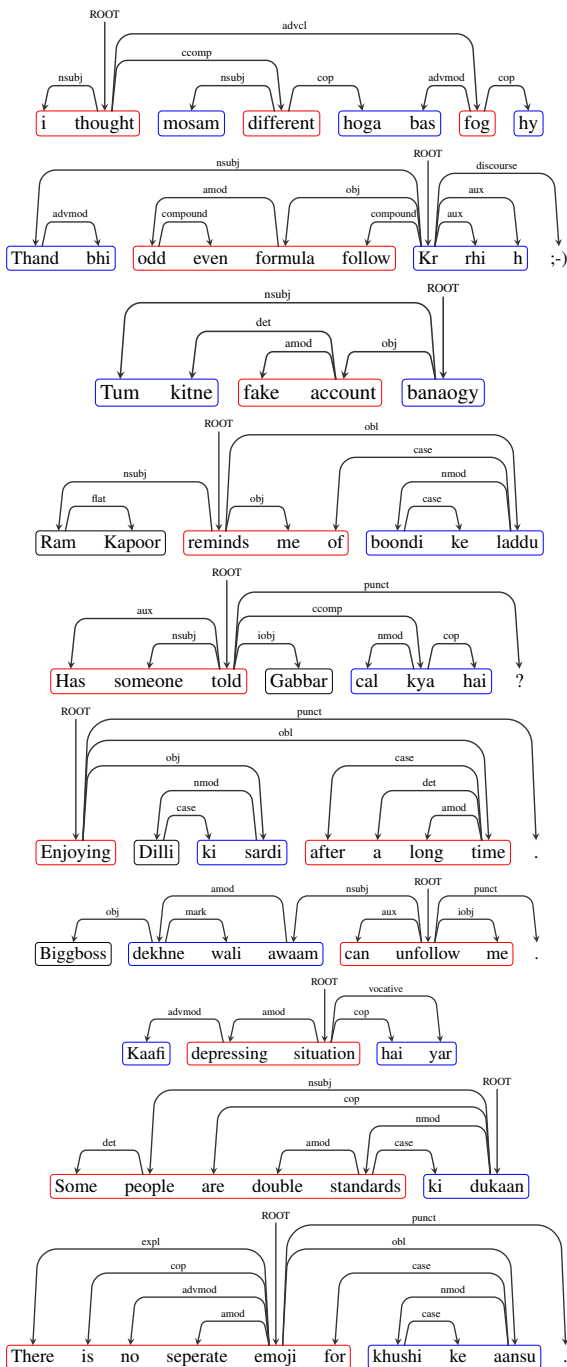 ROOT
advcl
ccomp
nsubj nsubj cop advmod cop
i thought mosam different hoga bas fog hy
ROOT
nsubj discourse
amod obj aux
advmod compound compound aux
Thand bhi odd even formula follow Kr rhi h ;-)
ROOT
nsubj
det
amod obj
Tum kitne fake account banaogy
ROOT
obl
case
nsubj nmod
flat obj case
Ram Kapoor reminds me of boondi ke laddu
ROOT
punct
aux ccomp
nsubj iobj nmod cop
Has someone told Gabbar cal kya hai ?
ROOT
punct
obl
obj case
nmod det
case amod
Enjoying Dilli ki sardi after a long time .
ROOT
amod nsubj punct
obj mark aux iobj
Biggboss dekhne wali awaam can unfollow me .
ROOT
vocative
advmod amod cop
Kaafi depressing situation hai yar
ROOT
nsubj
cop
nmod
det amod case
Some people are double standards ki dukaan
ROOT
punct
expl obl
cop case
advmod nmod
amod case
There is no seperate emoji for khushi ke aansu .